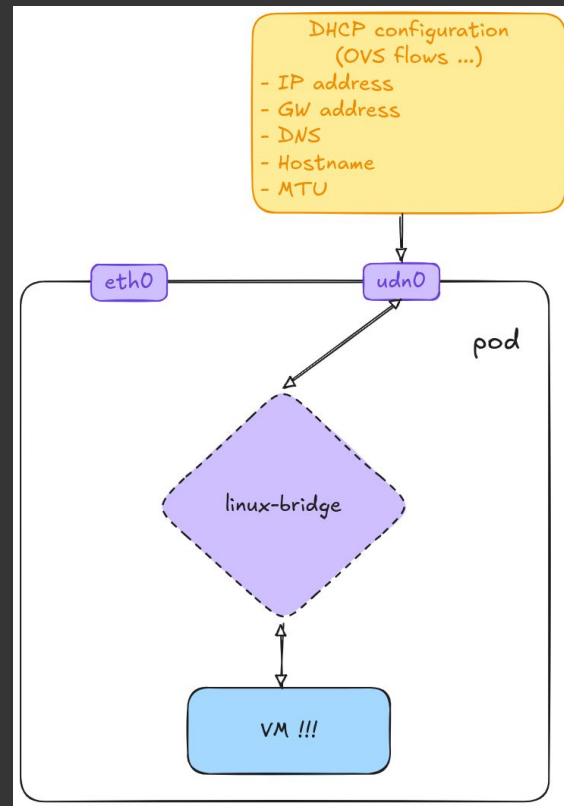 DHCP configuration
(OVS flows ...)
- IP address
- GW address
- DNS
- Hostname
- MTU
eth0
udn0
pod
linux-bridge
VM !!!